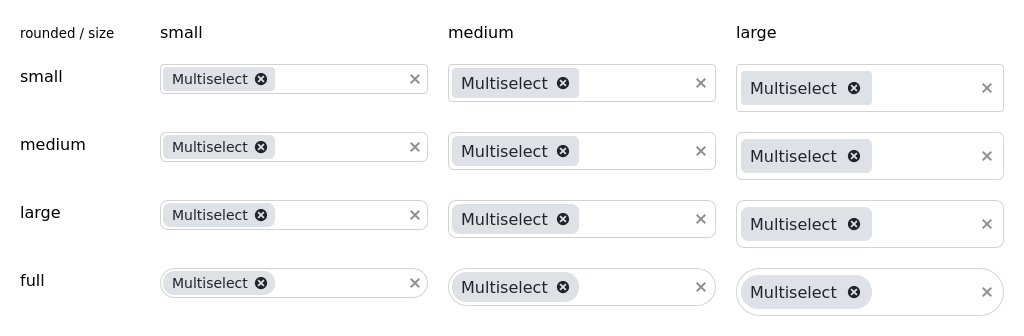 rounded / size small medium large
small Multiselect Multiselect Multiselect
medium Multiselect Multiselect Multiselect
large Multiselect Multiselect Multiselect
full Multiselect Multiselect Multiselect